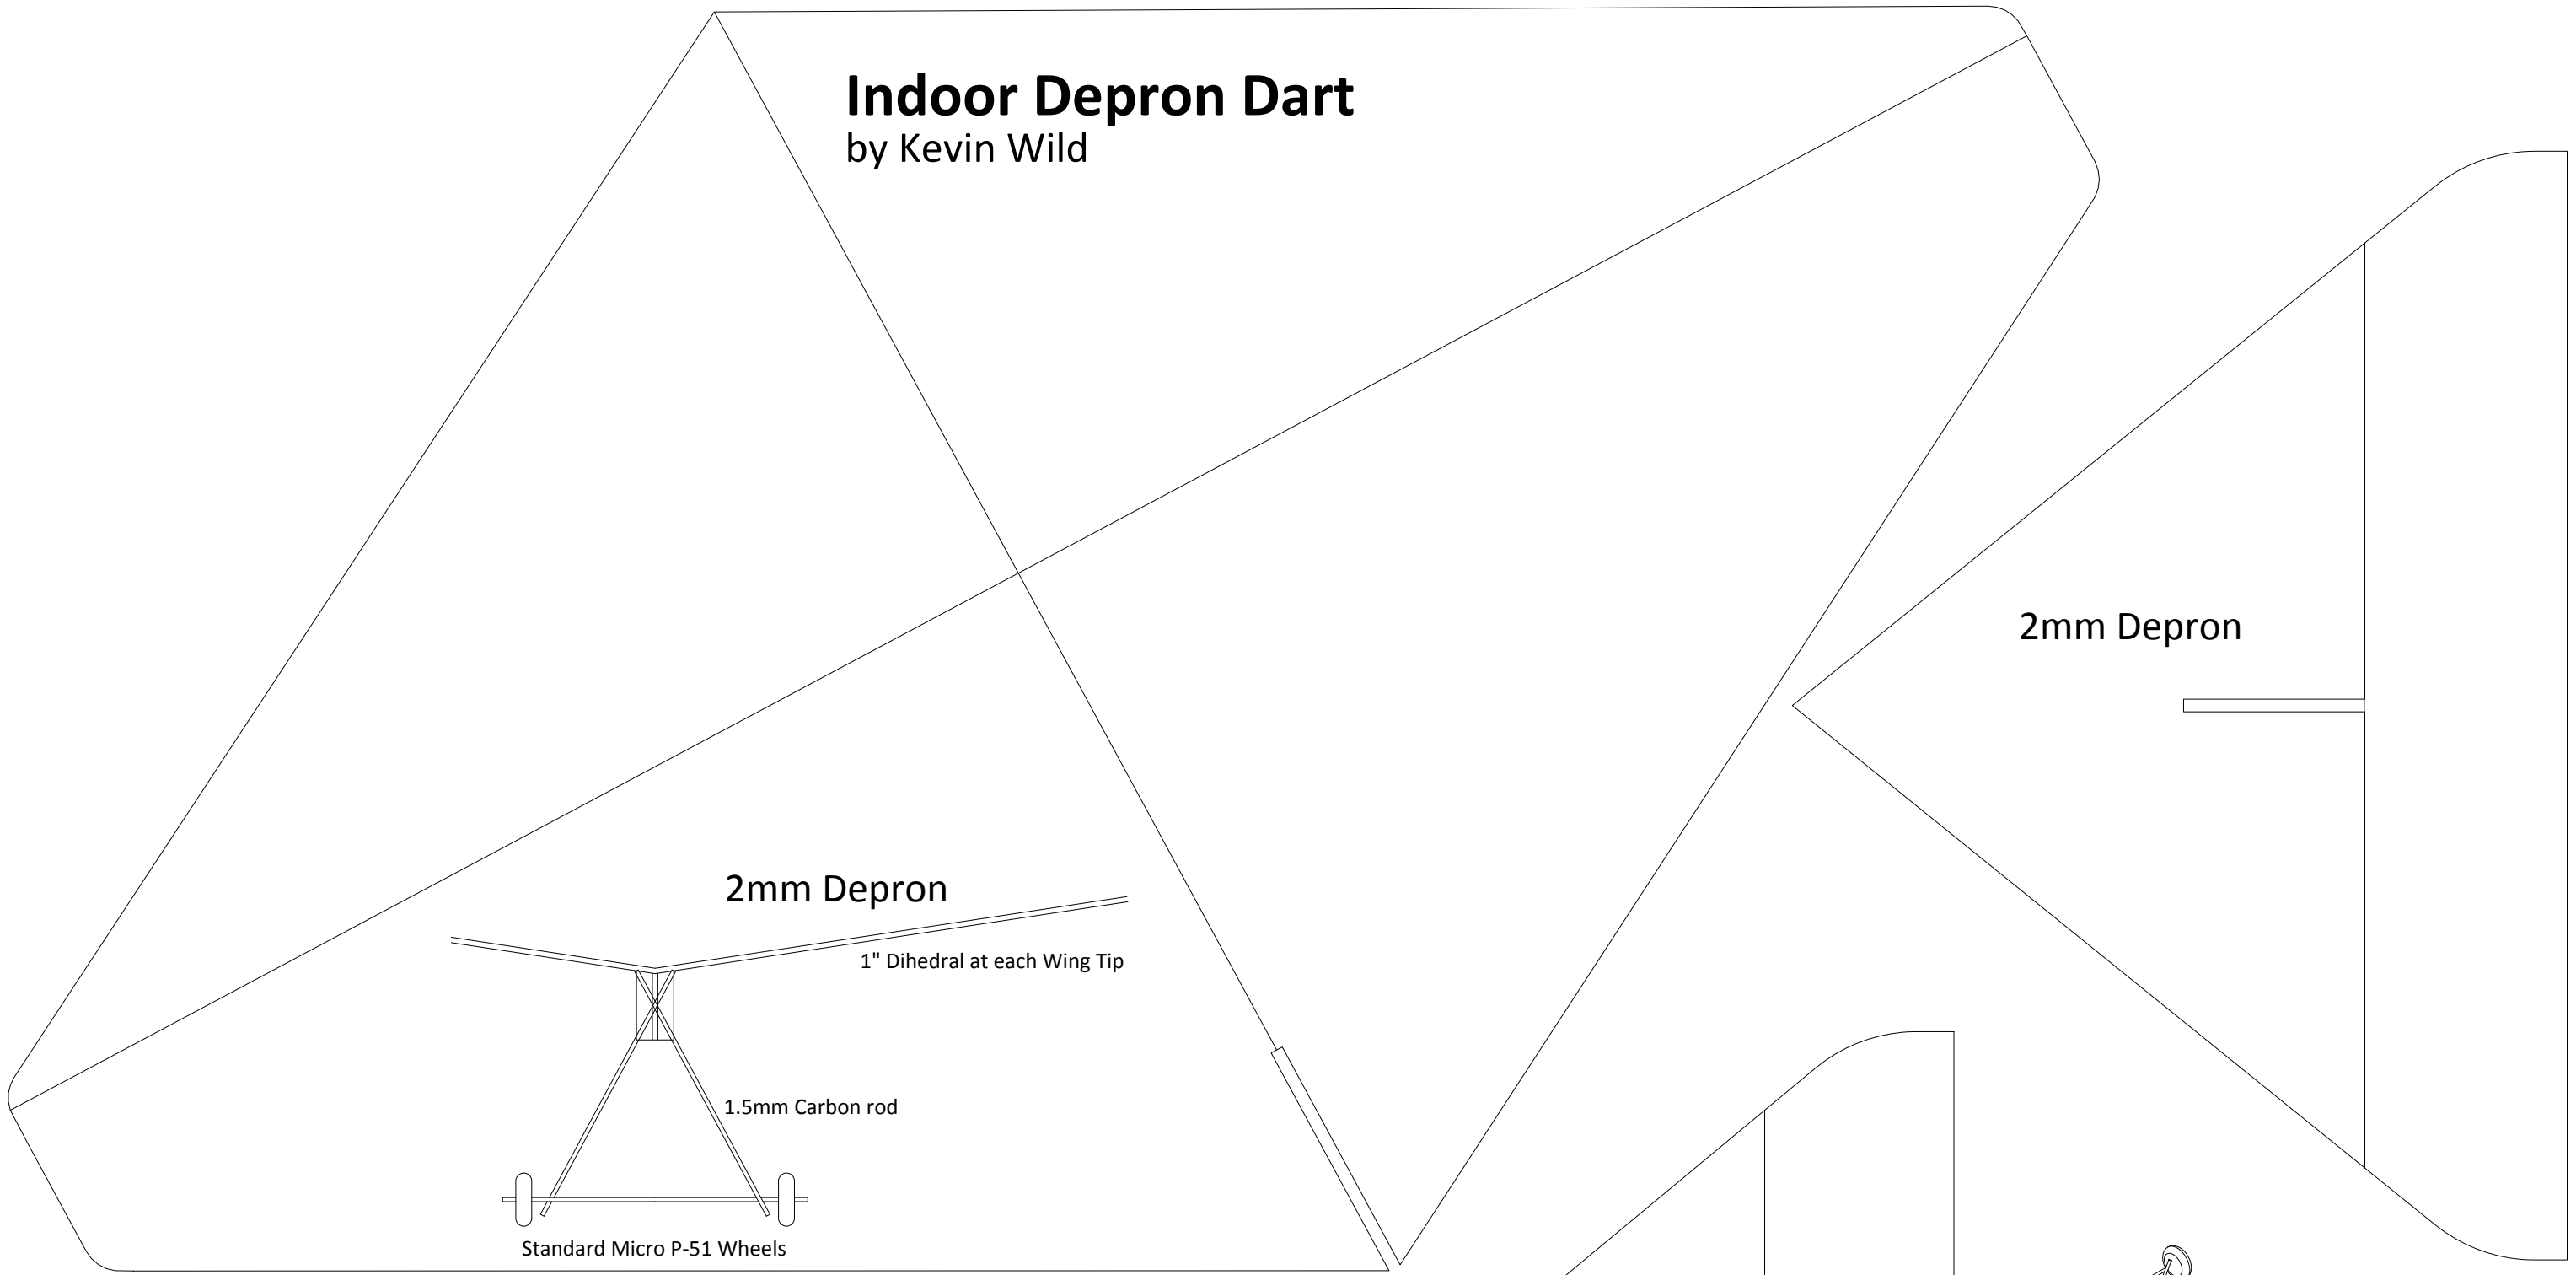 Indoor Depron Dart
by Kevin Wild
2mm Depron
2mm Depron
1" Dihedral at each Wing Tip
1.5mm Carbon rod
Standard Micro P-51 Wheels